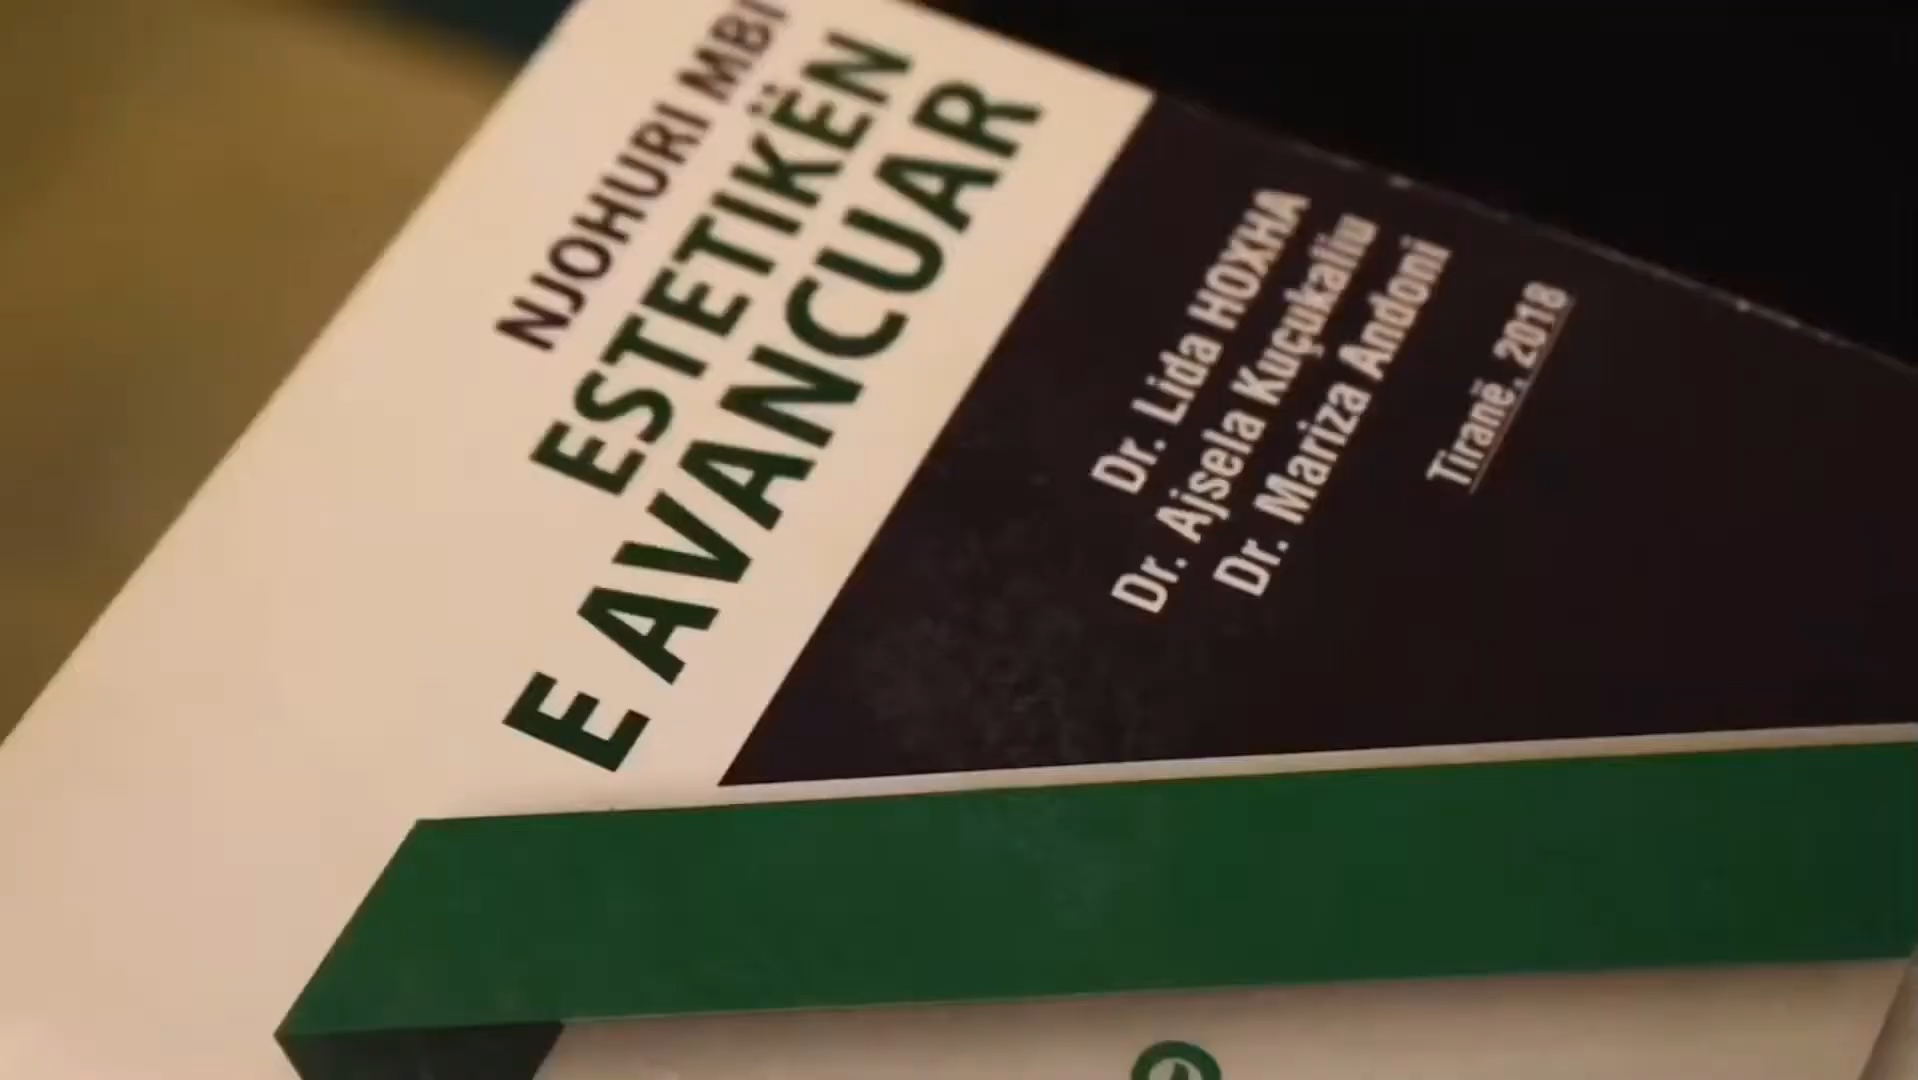 NJOHURI MBI
ESTETIKËN
E AVANCUAR
Dr. Lida HOXHA
Dr. Ajsela Kuçukaliu
Dr. Mariza Andoni
Tiranë, 2018